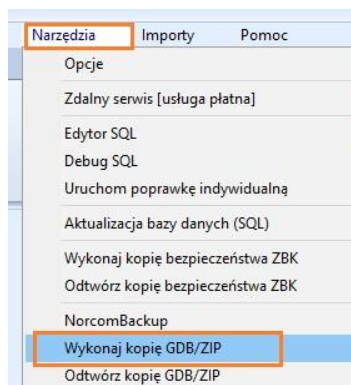 Narzędzia Importy Pomoc
Opcje
Zdalny serwis [usługa płatna]
Edytor SQL
Debug SQL
Uruchom poprawkę indywidualną
Aktualizacja bazy danych (SQL)
Wykonaj kopię bezpieczeństwa ZBK
Odtwórz kopię bezpieczeństwa ZBK
NorcomBackup
Wykonaj kopię GDB/ZIP
Odtwórz kopię GDB/ZIP